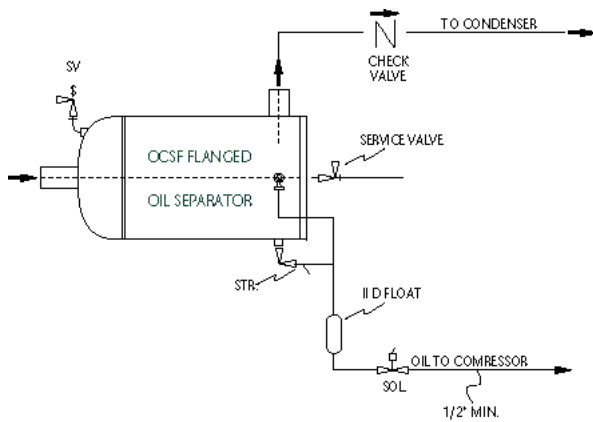 TO CONDENSER
CHECK
VALVE
SV
S
OCSF FLANGED
SERVICE VALVE
OIL SEPARATOR
STR.
II D FLOAT
OIL TO COMRESSOR
SOL
1/2" MIN.